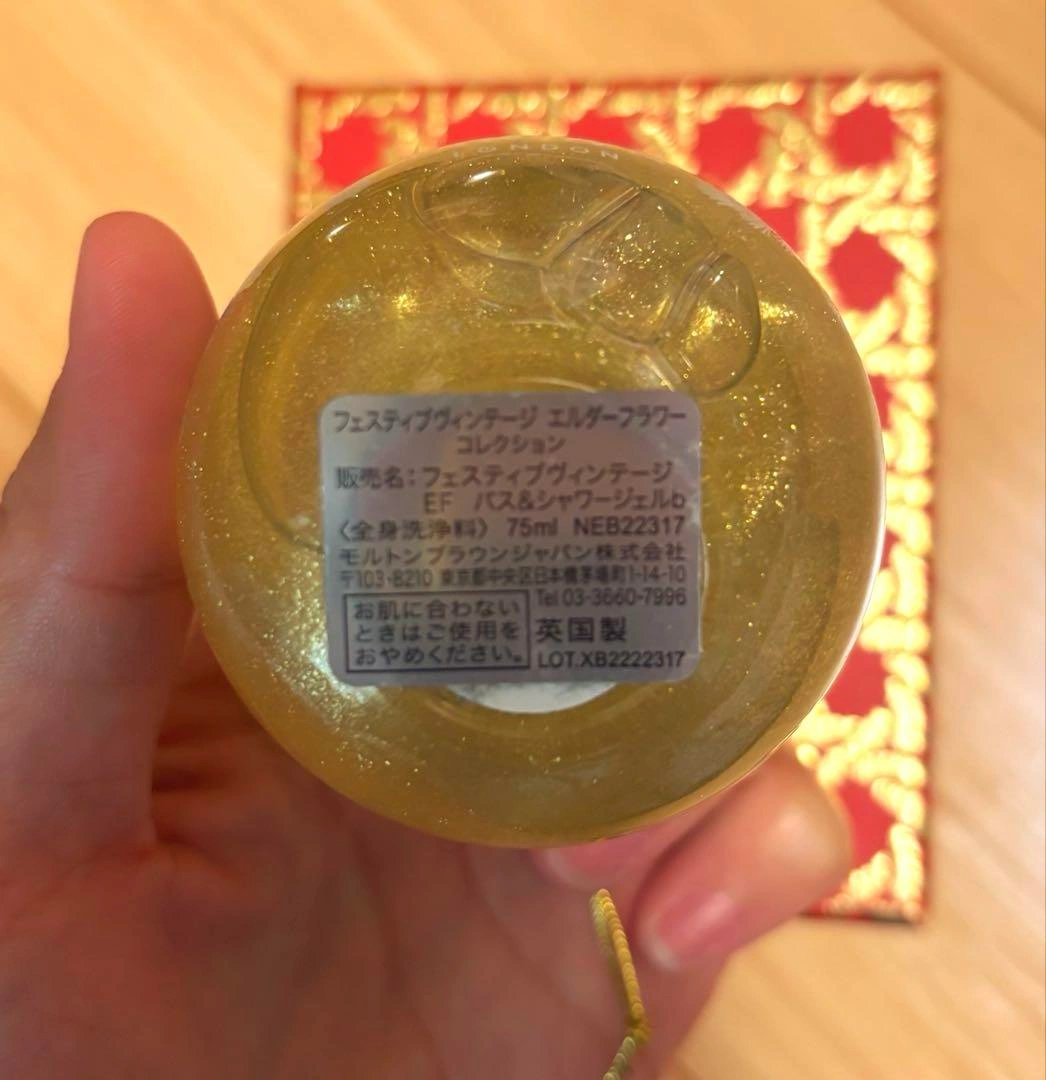 LONDON
フェスティブヴィンテージ エルダーフラワー
コレクション
販売名:フェスティブヴィンテージ
EF バス&シャワージェルb
〈全身洗浄料〉 75ml NEB22317
モルトンブラウンジャパン株式会社
〒103-8210 東京都中央区日本橋茅場町1-14-10
Tel 03-3660-7996
お肌に合わない
ときはご使用を
おやめください。
英国製
LOT.XB2222317